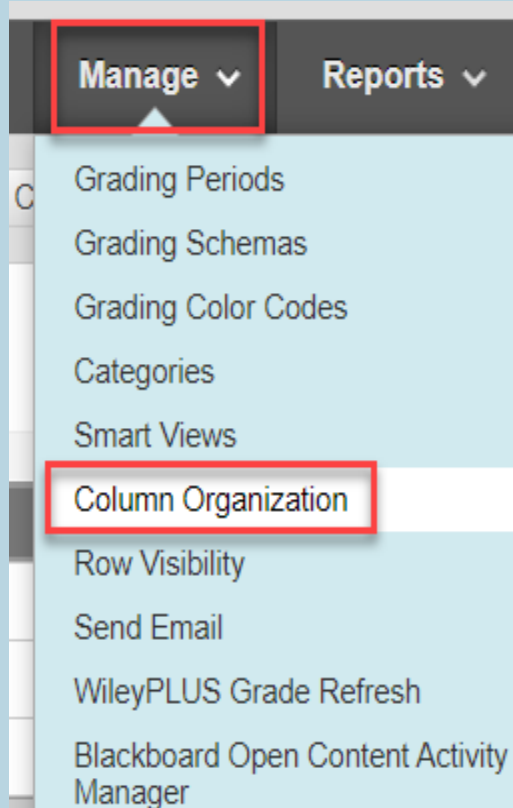 Manage Reports
Grading Periods
C
Grading Schemas
Grading Color Codes
Categories
Smart Views
Column Organization
Row Visibility
Send Email
WileyPLUS Grade Refresh
Blackboard Open Content Activity
Manager